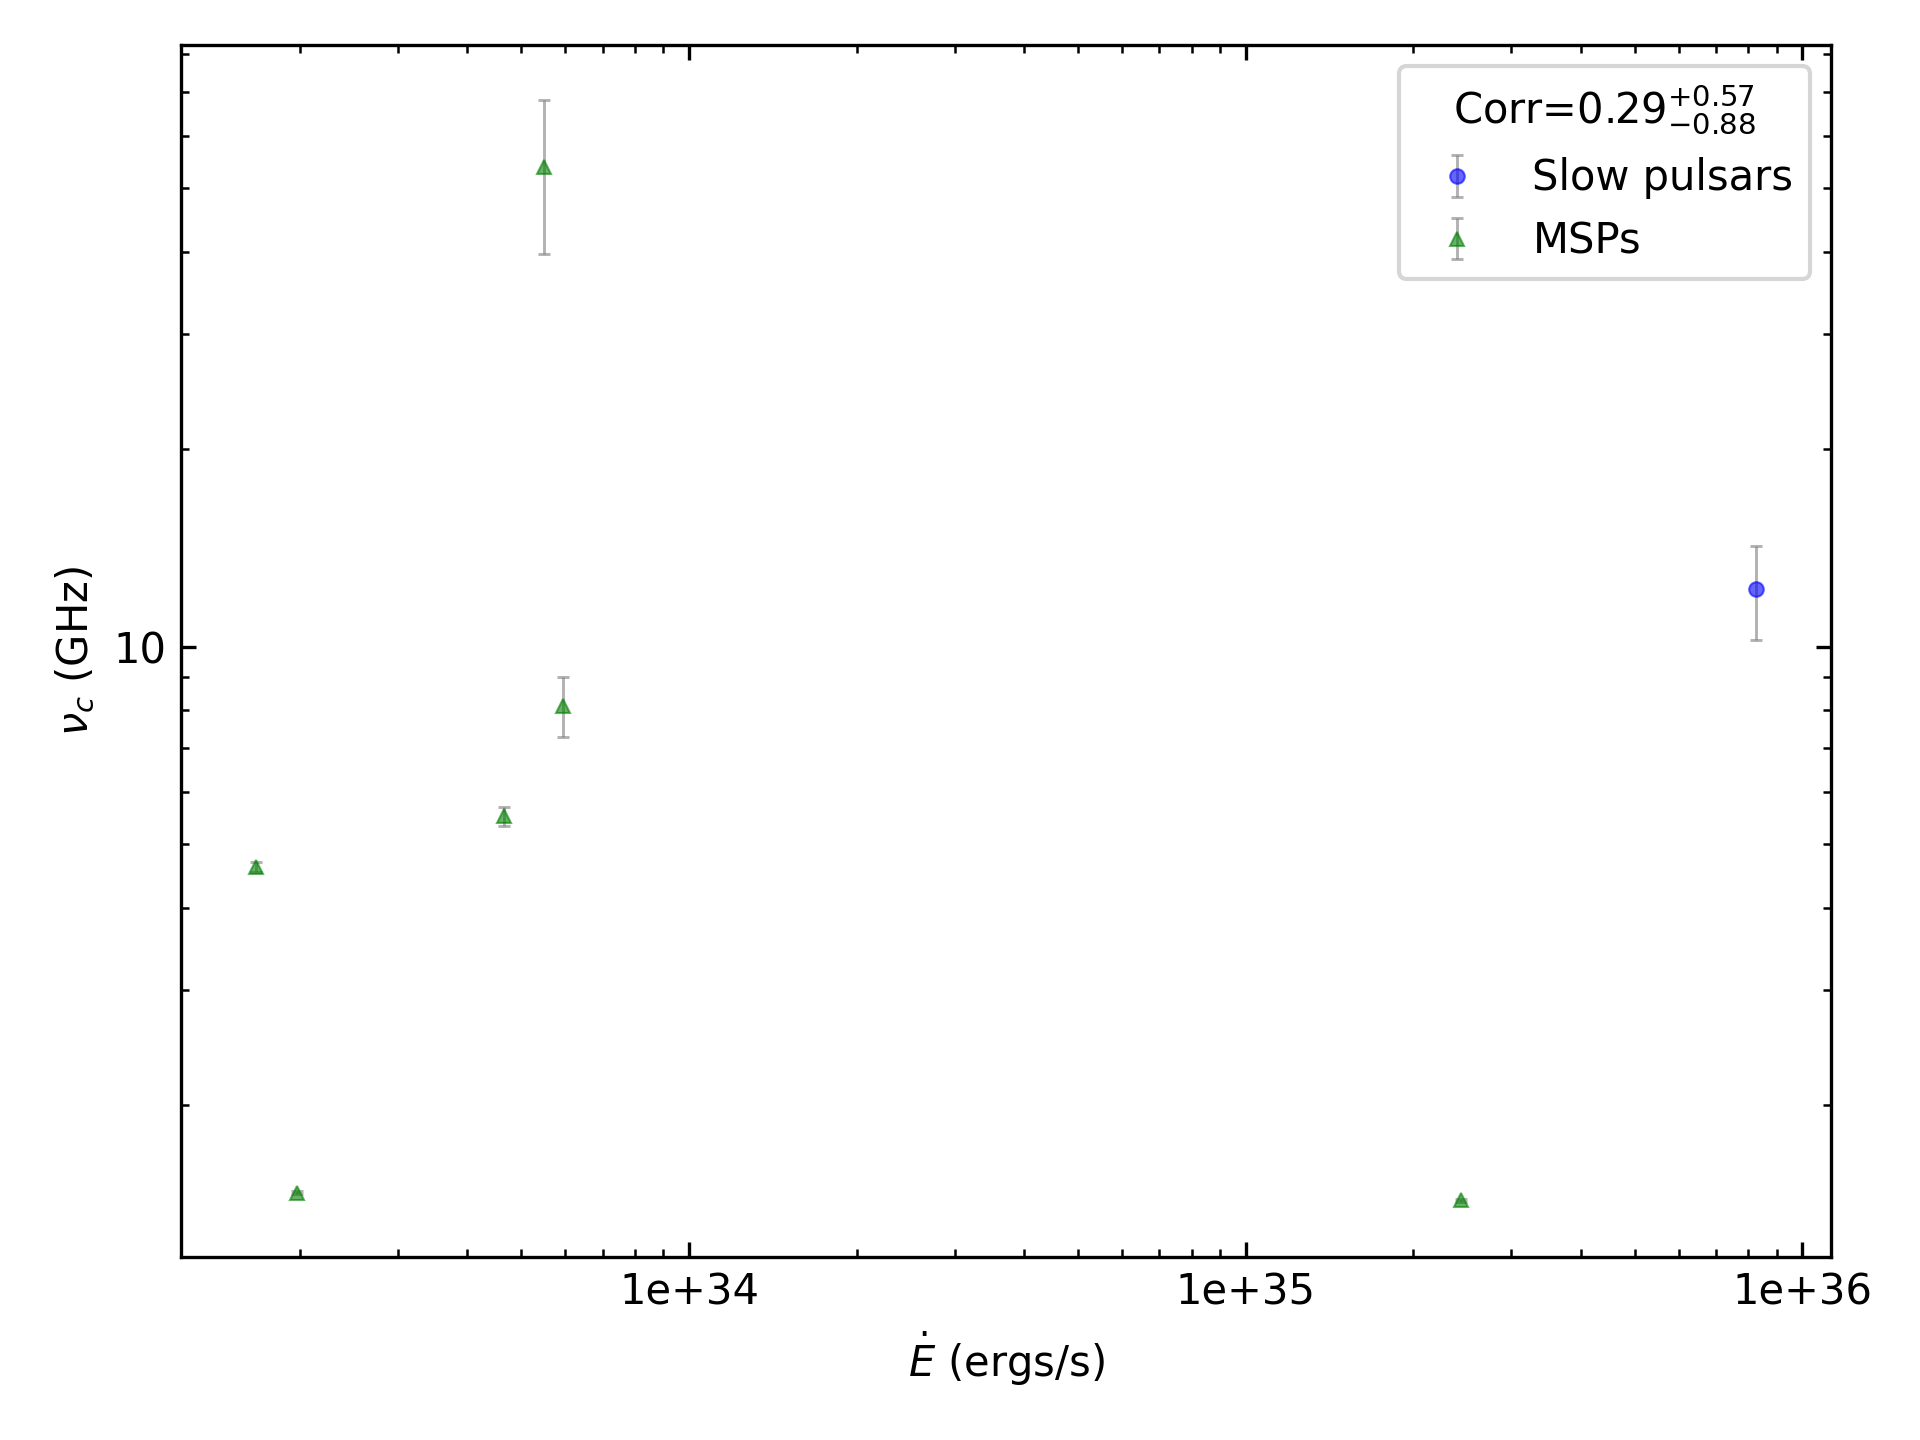 Corr=0.29$^{+0.57}_{-0.88}$
Slow pulsars
MSPs
ν_c (GHz)
10
1e+34
1e+35
1e+36
Ė (ergs/s)